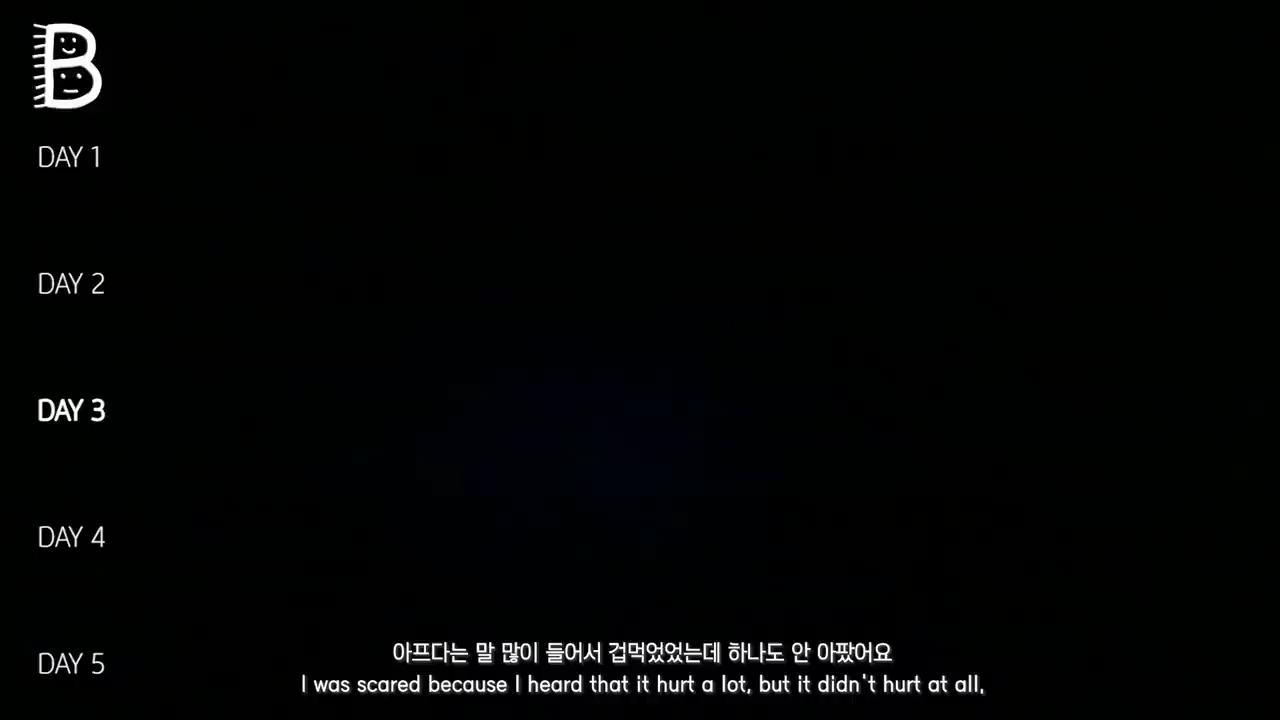 B
DAY 1
DAY 2
DAY 3
DAY 4
DAY 5
아프다는 말 많이 들어서 겁먹었었는데 하나도 안 아팠어요
I was scared because I heard that it hurt a lot, but it didn't hurt at all,